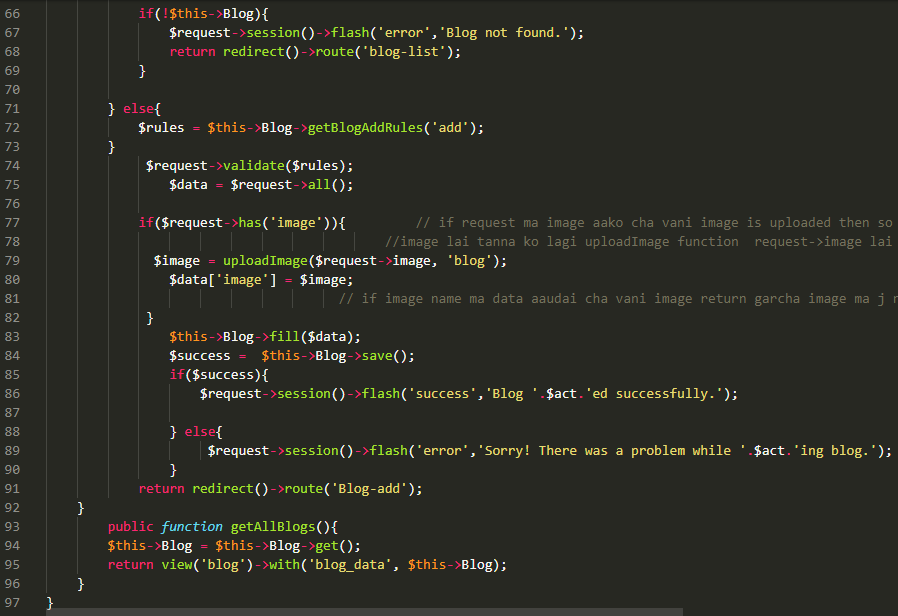 66 if(!$this->Blog){
67 $request->session()->flash('error','Blog not found.');
68 return redirect()->route('blog-list');
69 }
70
71 } else{
72 $rules = $this->Blog->getBlogAddRules('add');
73 }
74 $request->validate($rules);
75 $data = $request->all();
76
77 if($request->has('image')){ // if request ma image aako cha vani image is uploaded then so
78 //image lai tanna ko lagi uploadImage function request->image lai
79 $image = uploadImage($request->image, 'blog');
80 $data['image'] = $image;
81 // if image name ma data aaudai cha vani image return garcha image ma j
82 }
83 $this->Blog->fill($data);
84 $success = $this->Blog->save();
85 if($success){
86 $request->session()->flash('success','Blog '.$act.'ed successfully.');
87
88 } else{
89 $request->session()->flash('error','Sorry! There was a problem while '.$act.'ing blog.');
90 }
91 return redirect()->route('Blog-add');
92 }
93 public function getAllBlogs(){
94 $this->Blog = $this->Blog->get();
95 return view('blog')->with('blog_data', $this->Blog);
96 }
97 }